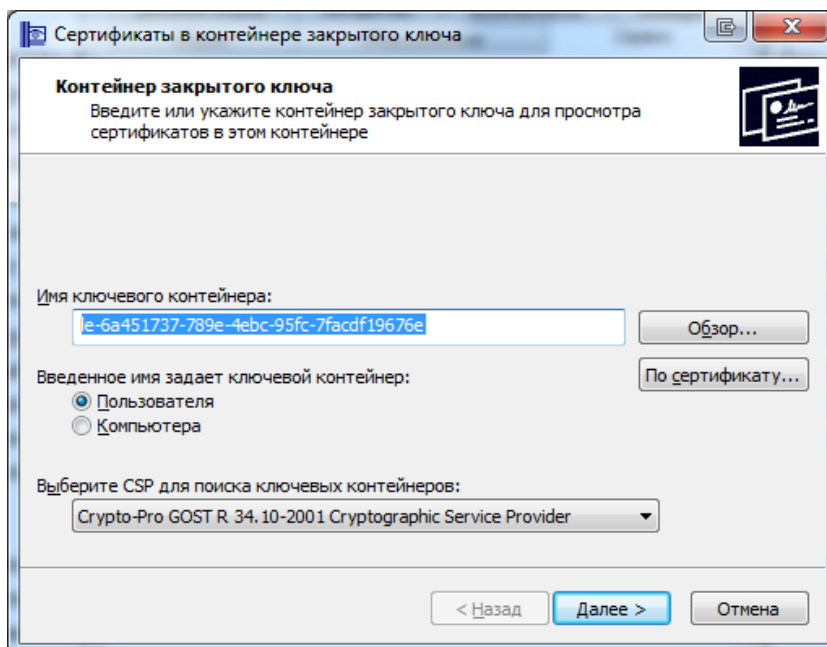 Сертификаты в контейнере закрытого ключа
Контейнер закрытого ключа
Введите или укажите контейнер закрытого ключа для просмотра
сертификатов в этом контейнере
Имя ключевого контейнера:
le-6a451737-789e-4ebc-95fc-7facdf19676e
Обзор...
Введенное имя задает ключевой контейнер:
По сертификату...
Пользователя
Компьютера
Выберите CSP для поиска ключевых контейнеров:
Crypto-Pro GOST R 34.10-2001 Cryptographic Service Provider
< Назад
Далее >
Отмена